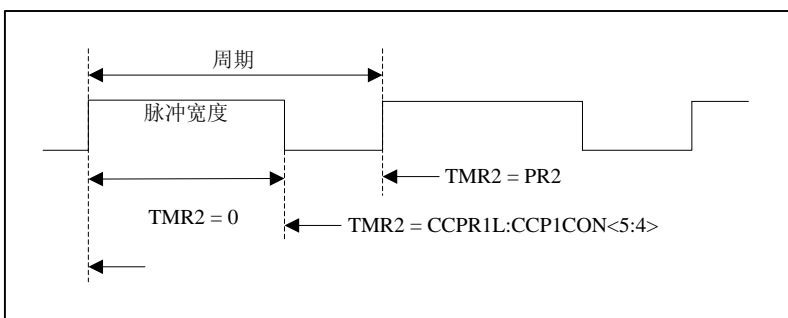 周期
脉冲宽度
TMR2 = PR2
TMR2 = 0
TMR2 = CCPR1L:CCP1CON<5:4>